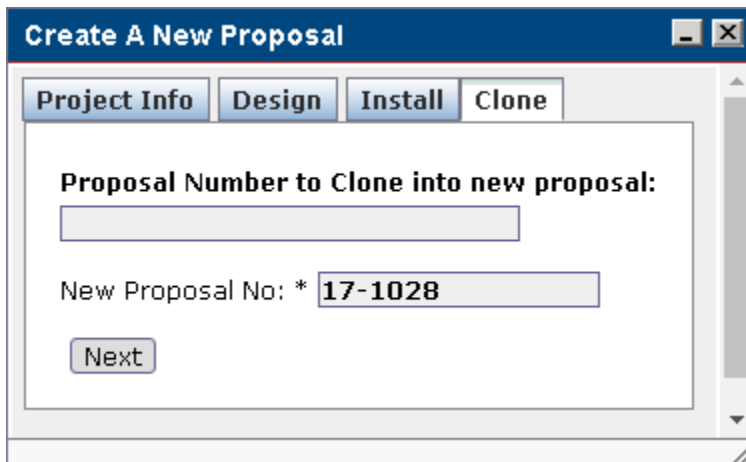 Create A New Proposal
Project Info Design Install Clone
Proposal Number to Clone into new proposal:
New Proposal No: * 17-1028
Next